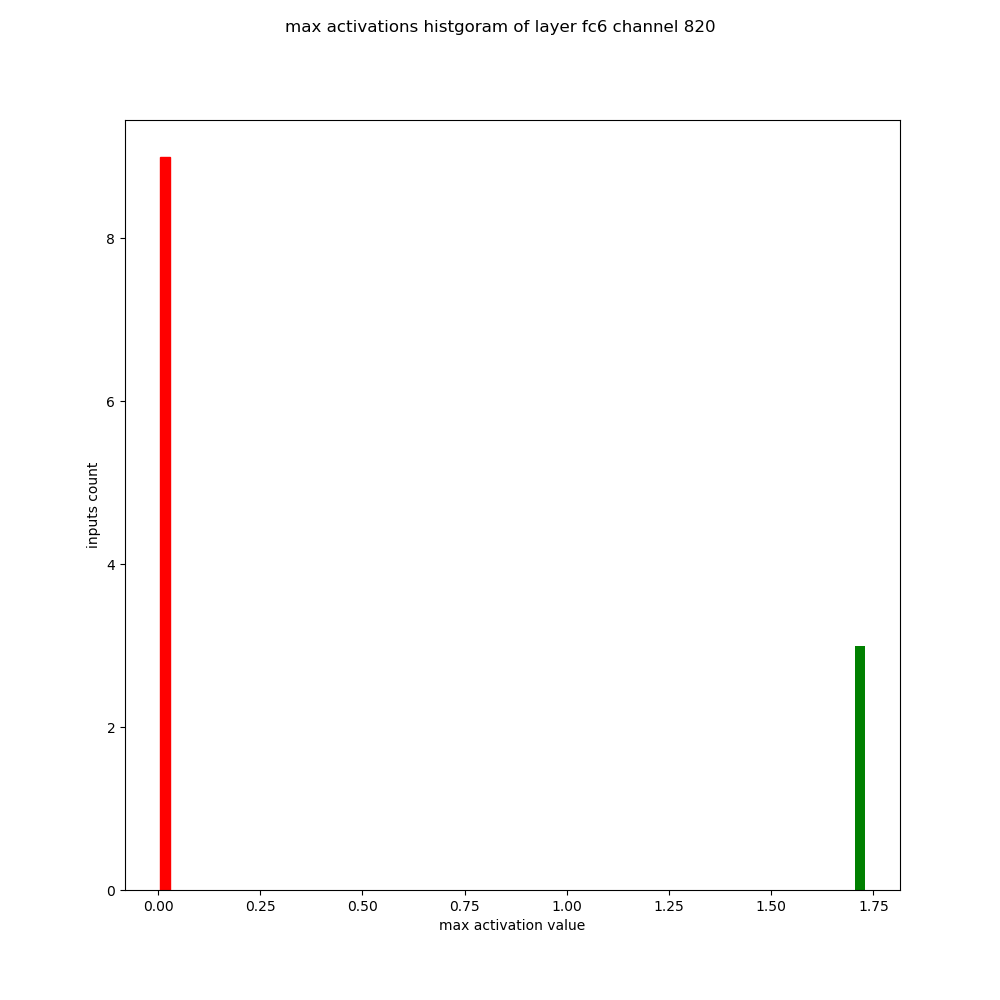 max activations histgoram of layer fc6 channel 820
8
6
4
2
0
inputs count
0.00 0.25 0.50 0.75 1.00 1.25 1.50 1.75
max activation value